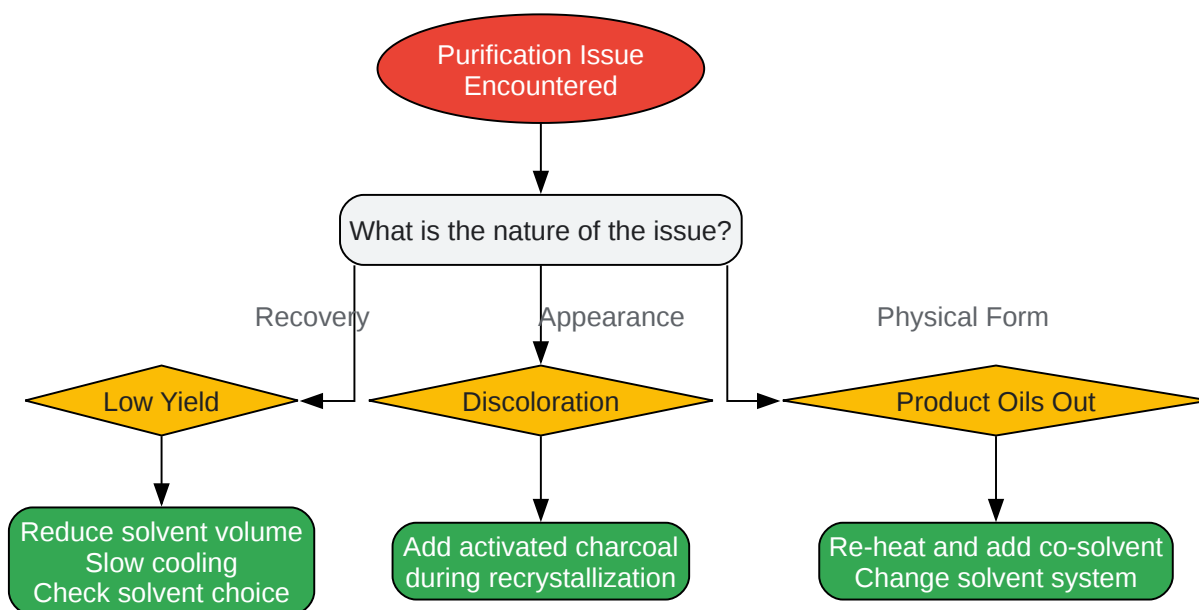 Purification Issue
Encountered
What is the nature of the issue?
Recovery
Appearance
Physical Form
Low Yield
Discoloration
Product Oils Out
Reduce solvent volume
Slow cooling
Check solvent choice
Add activated charcoal
during recrystallization
Re-heat and add co-solvent
Change solvent system